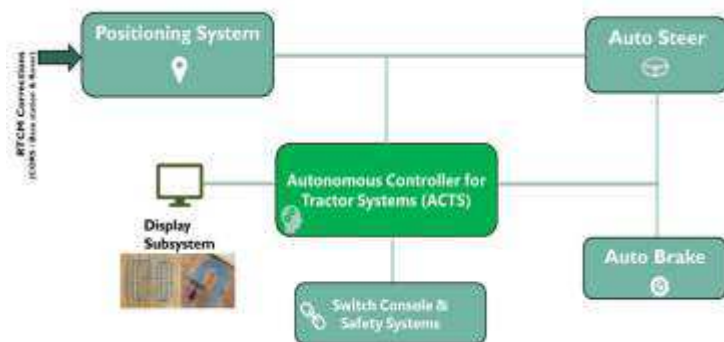 Positioning System
Auto Steer
RTCM Corrections
(CORS / Base station & Rover)
Autonomous Controller for
Tractor Systems (ACTS)
Display
Subsystem
Auto Brake
Switch Console &
Safety Systems